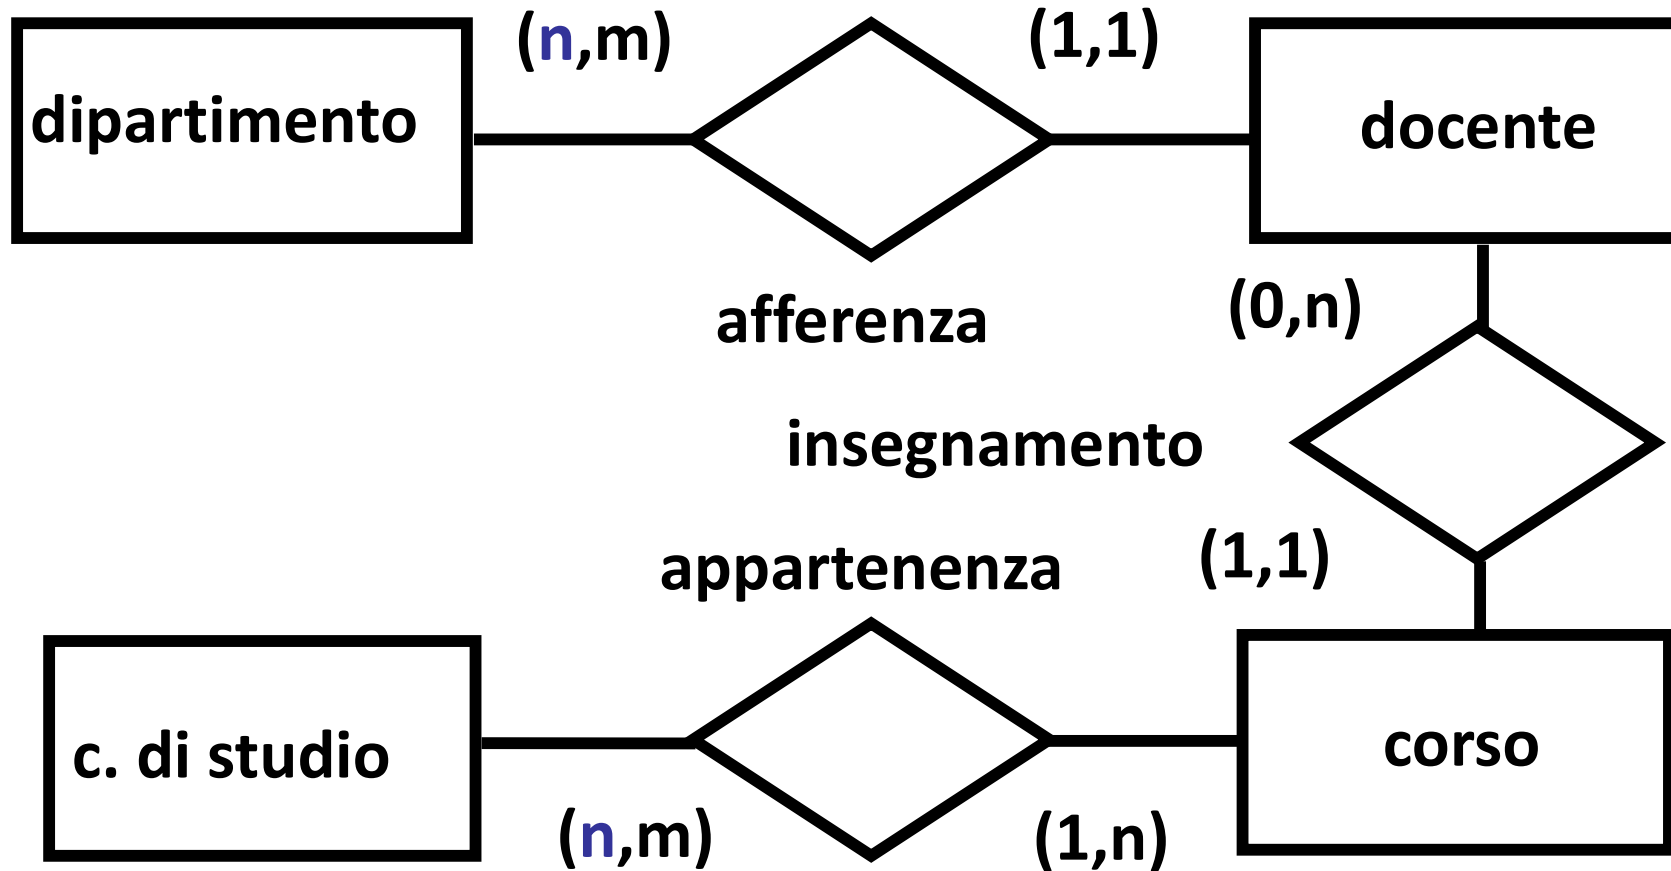 (n,m)
(1,1)
dipartimento
docente
afferenza
(0,n)
insegnamento
appartenenza
(1,1)
c. di studio
corso
(n,m)
(1,n)